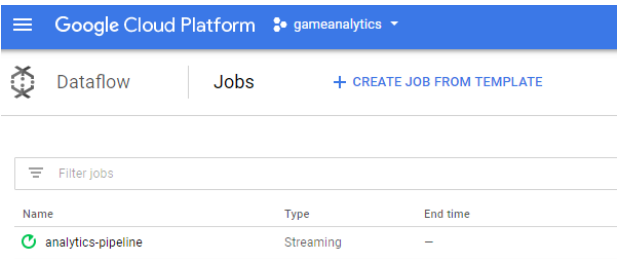 Google Cloud Platform gameanalytics
Dataflow Jobs + CREATE JOB FROM TEMPLATE
Filter jobs
Name Type End time
analytics-pipeline Streaming –